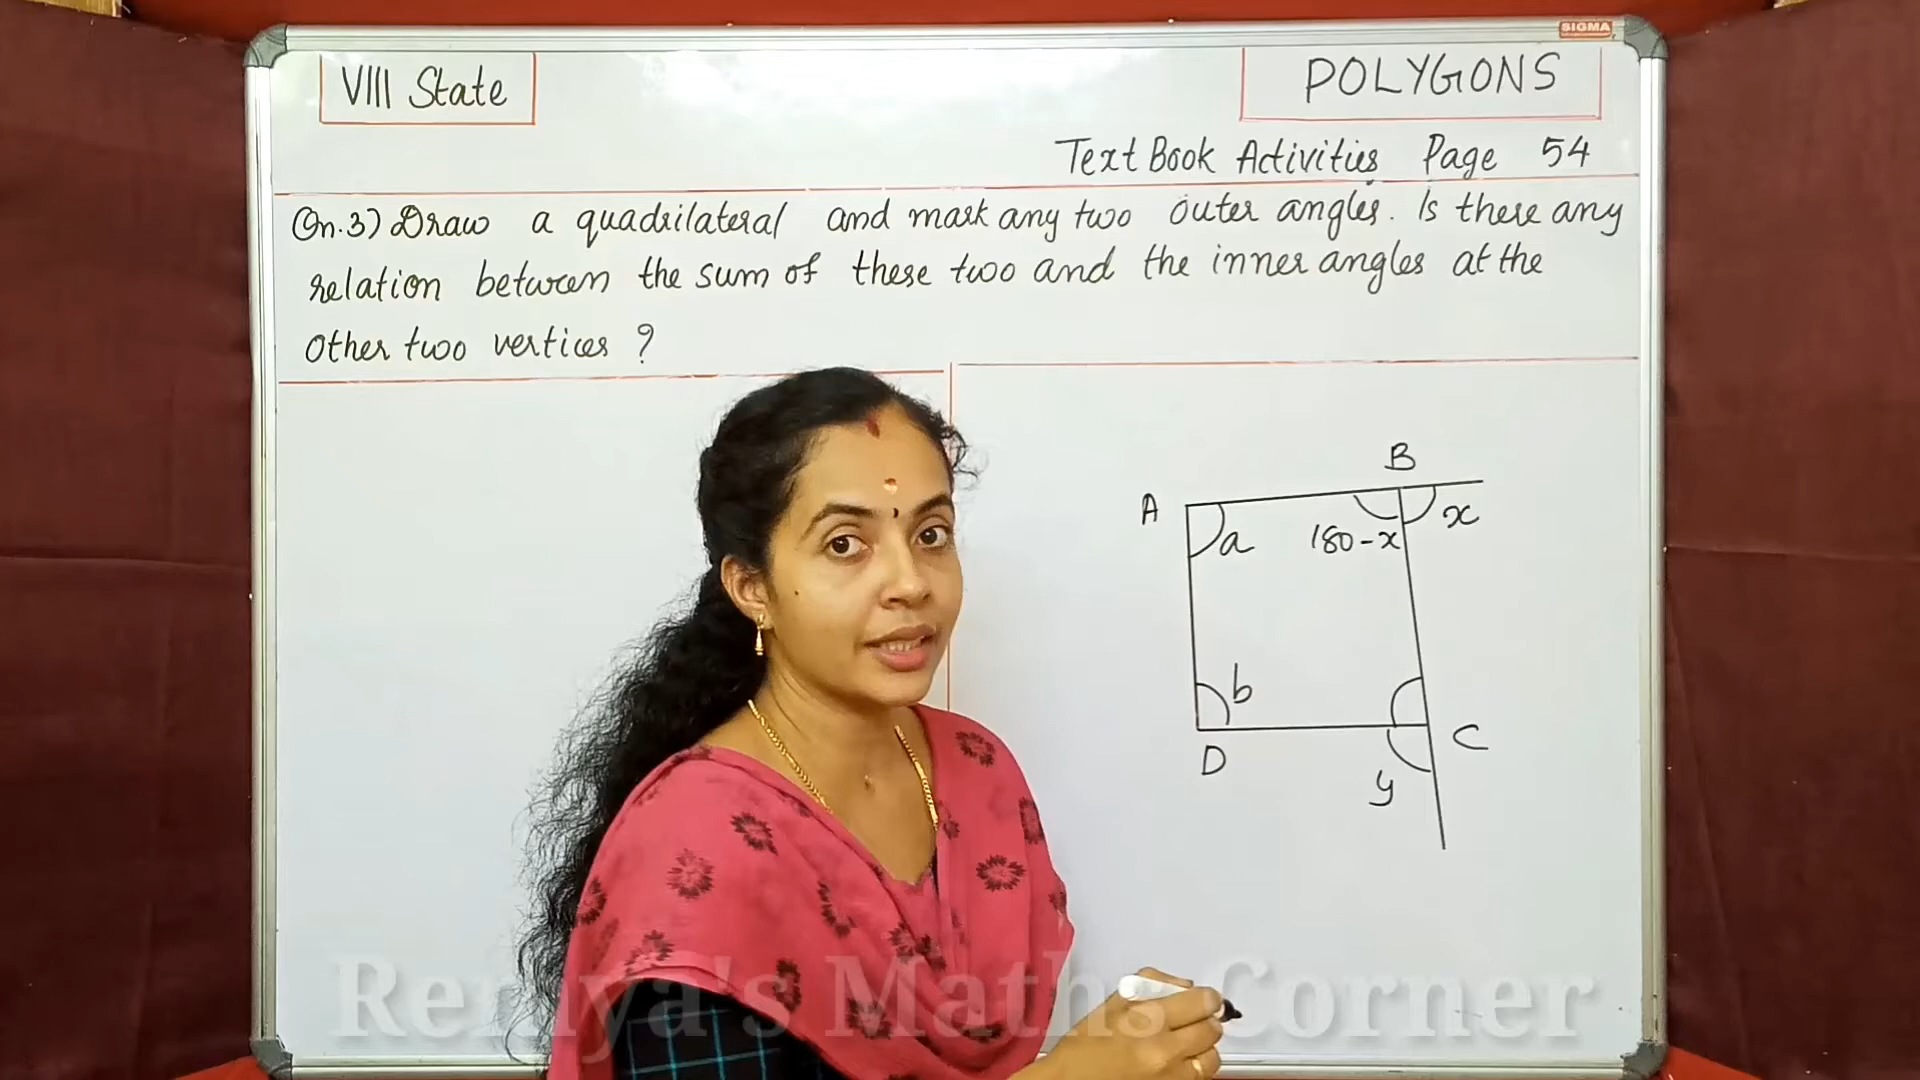 SIGMA
VIII State
POLYGONS
Text Book Activities Page 54
Qn.3) Draw a quadrilateral and mark any two outer angles. Is there any
relation between the sum of these two and the inner angles at the
other two vertices ?
B
A
a
180-x
x
b
D
C
y
Remya's Maths Corner